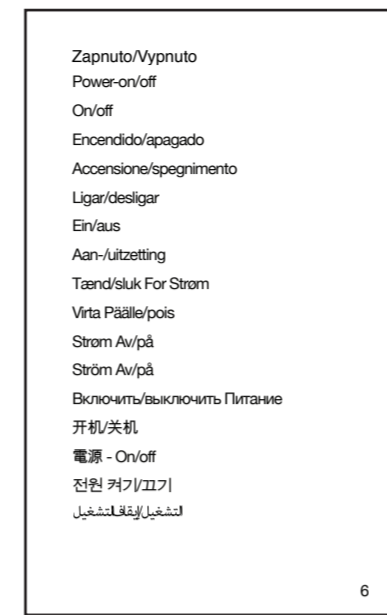 Zapnuto/Vypnuto
Power-on/off
On/off
Encendido/apagado
Accensione/spegnimento
Ligar/desligar
Ein/aus
Aan-/uitzetting
Tænd/sluk For Strøm
Virta Päälle/pois
Strøm Av/på
Ström Av/på
Включить/выключить Питание
开机/关机
電源 - On/off
전원 켜기/끄기
التشغيل/إيقاف التشغيل
6